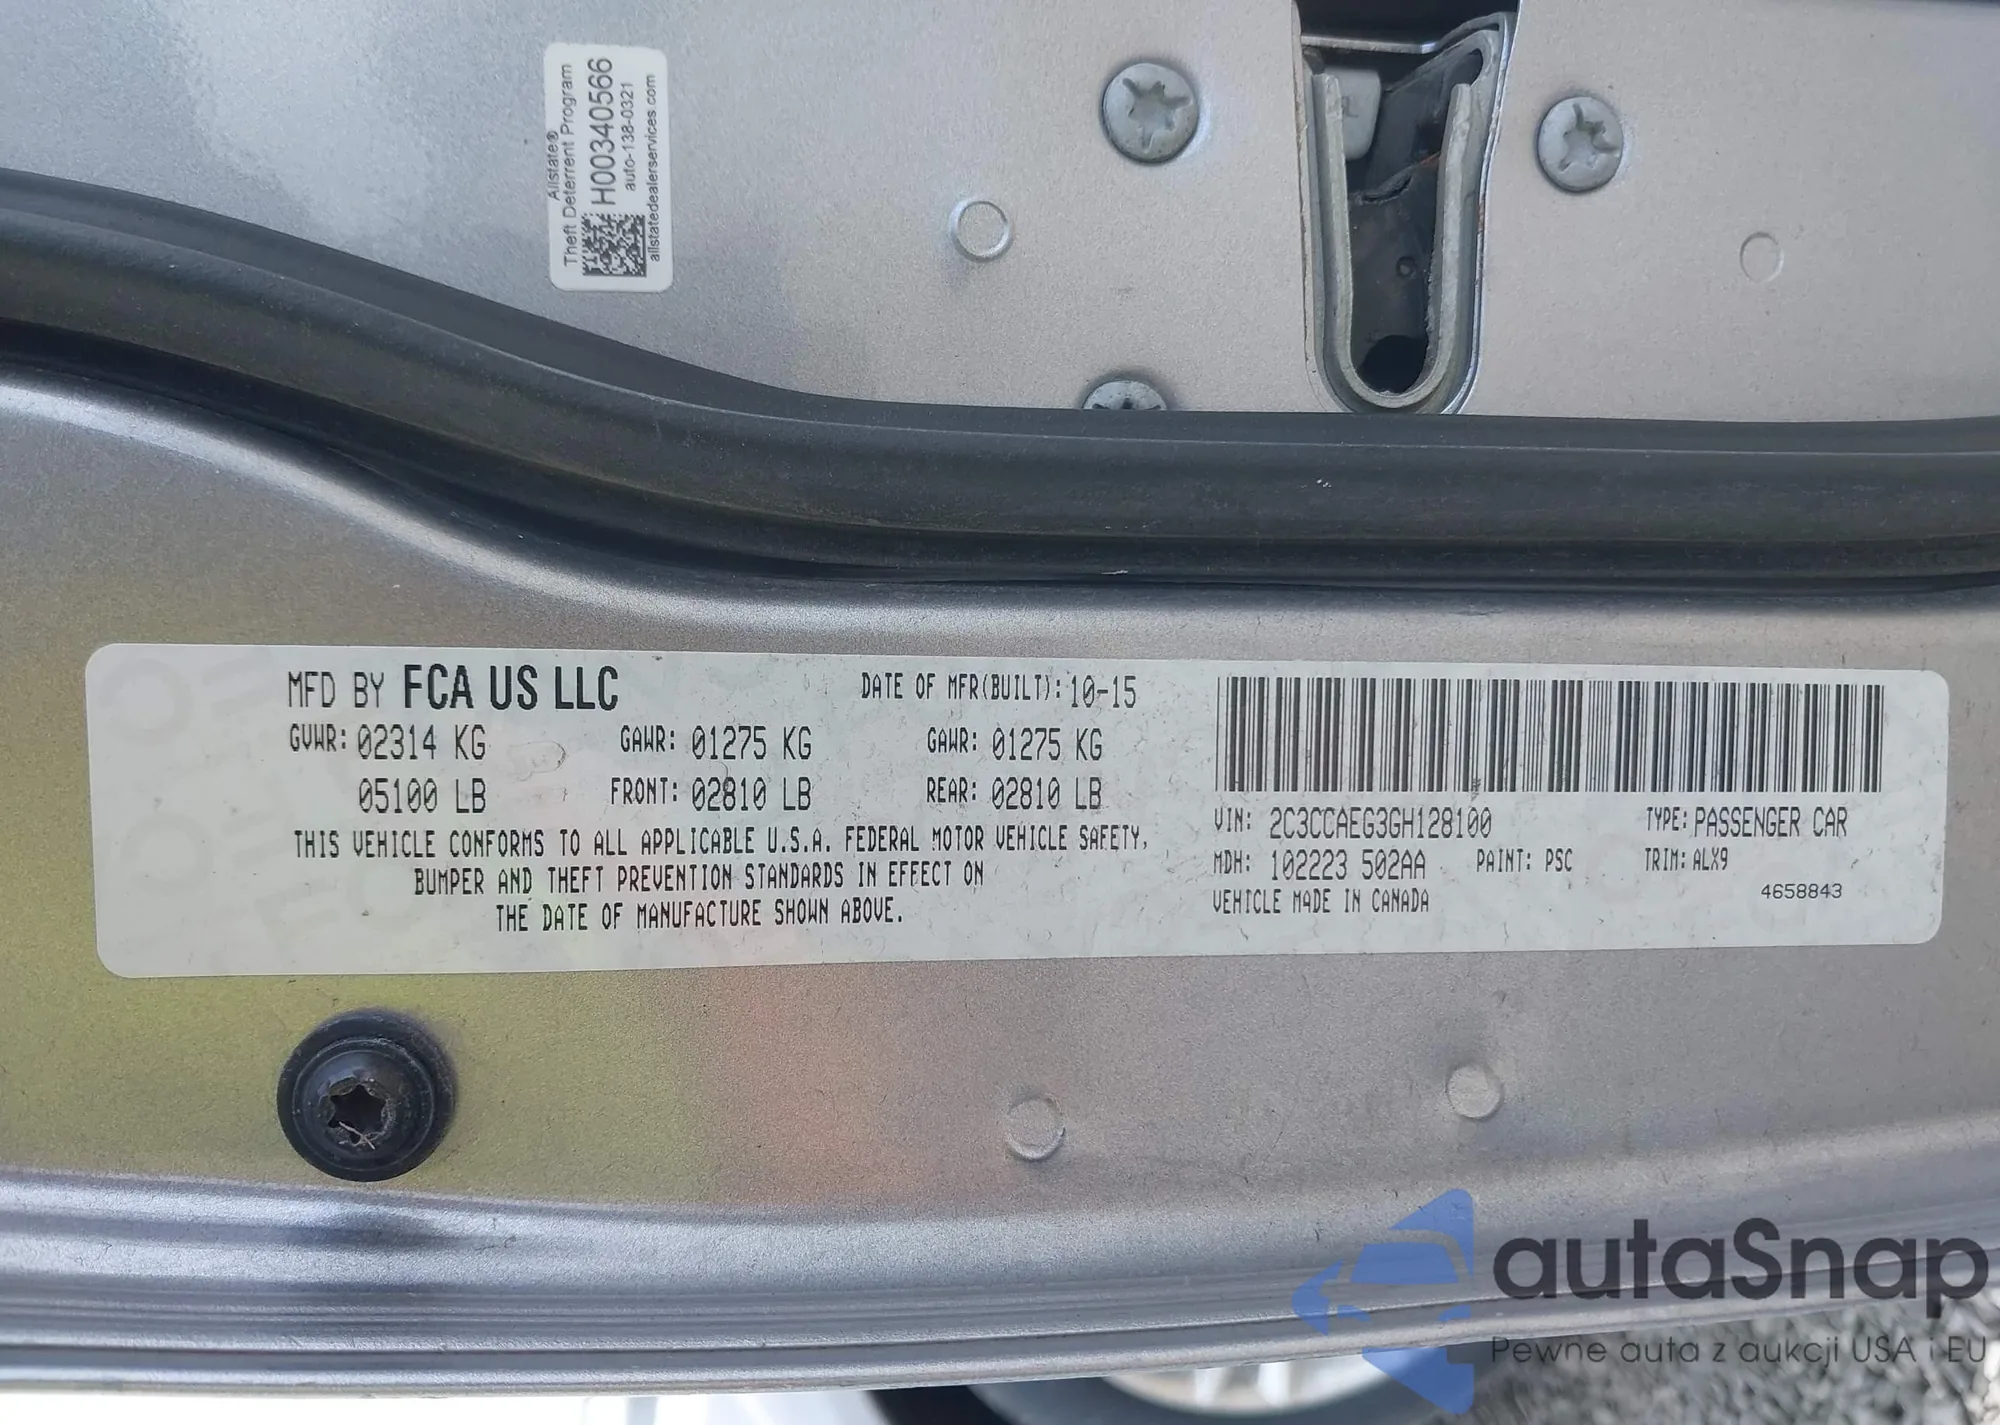 Allstate®
Theft Deterrent Program
H00340566
auto-138-0321
allstatedealerservices.com
MFD BY FCA US LLC
DATE OF MFR(BUILT): 10-15
GVWR: 02314 KG GAWR: 01275 KG GAWR: 01275 KG
05100 LB FRONT: 02810 LB REAR: 02810 LB
THIS VEHICLE CONFORMS TO ALL APPLICABLE U.S.A. FEDERAL MOTOR VEHICLE SAFETY,
BUMPER AND THEFT PREVENTION STANDARDS IN EFFECT ON
THE DATE OF MANUFACTURE SHOWN ABOVE.
VIN: 2C3CCAEG3GH128100 TYPE: PASSENGER CAR
MDH: 102223 502AA PAINT: PSC TRIM: ALX9
VEHICLE MADE IN CANADA 4658843
autaSnap
Pewne auta z aukcji USA i EU